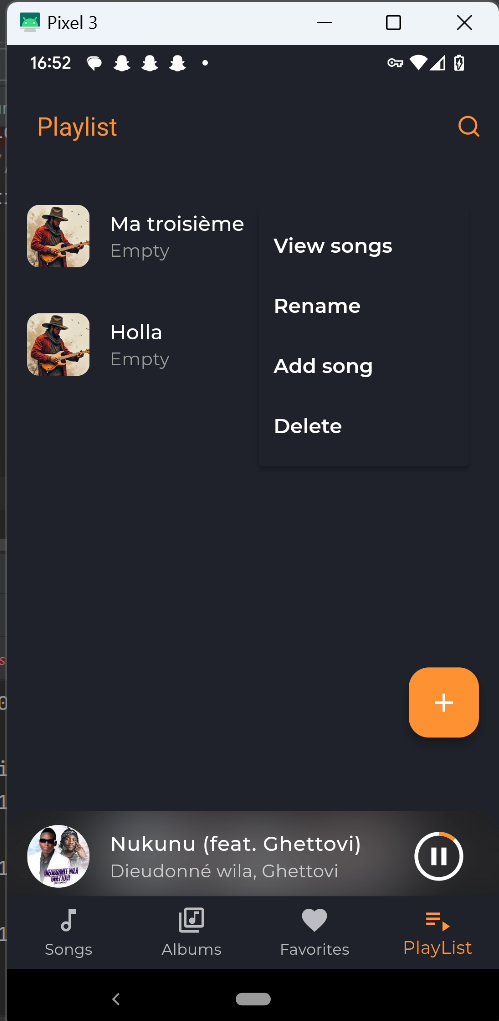 Pixel 3
16:52
Playlist
Ma troisième
Empty
View songs
Rename
Holla
Empty
Add song
Delete
Nukunu (feat. Ghettovi)
Dieudonné wila, Ghettovi
Songs
Albums
Favorites
PlayList